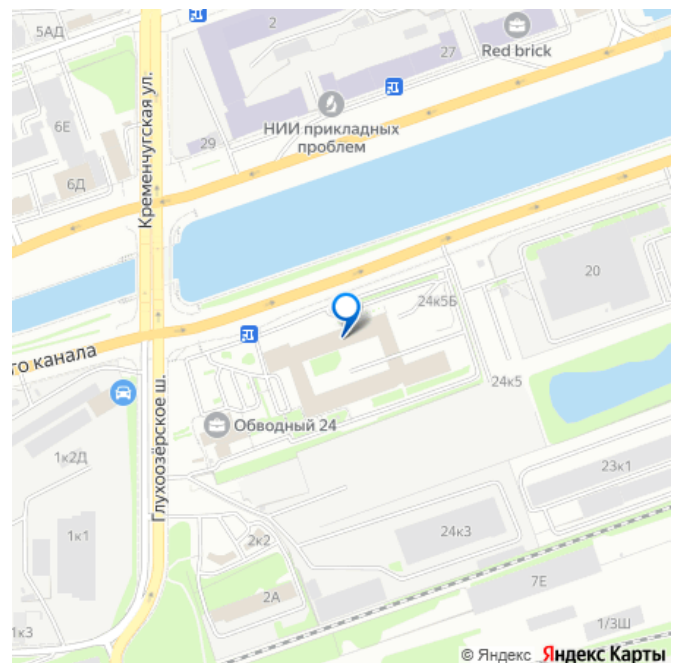 5АД
2
Red brick
27
6Е
НИИ прикладных
проблем
29
6Д
Кременчугская ул.
20
24к5Б
го канала
24к5
Обводный 24
Глухоозёрское ш.
1к2Д
23к1
1к1
24к3
2к2
7Е
2А
1/3Ш
1к3
© Яндекс Яндекс Карты